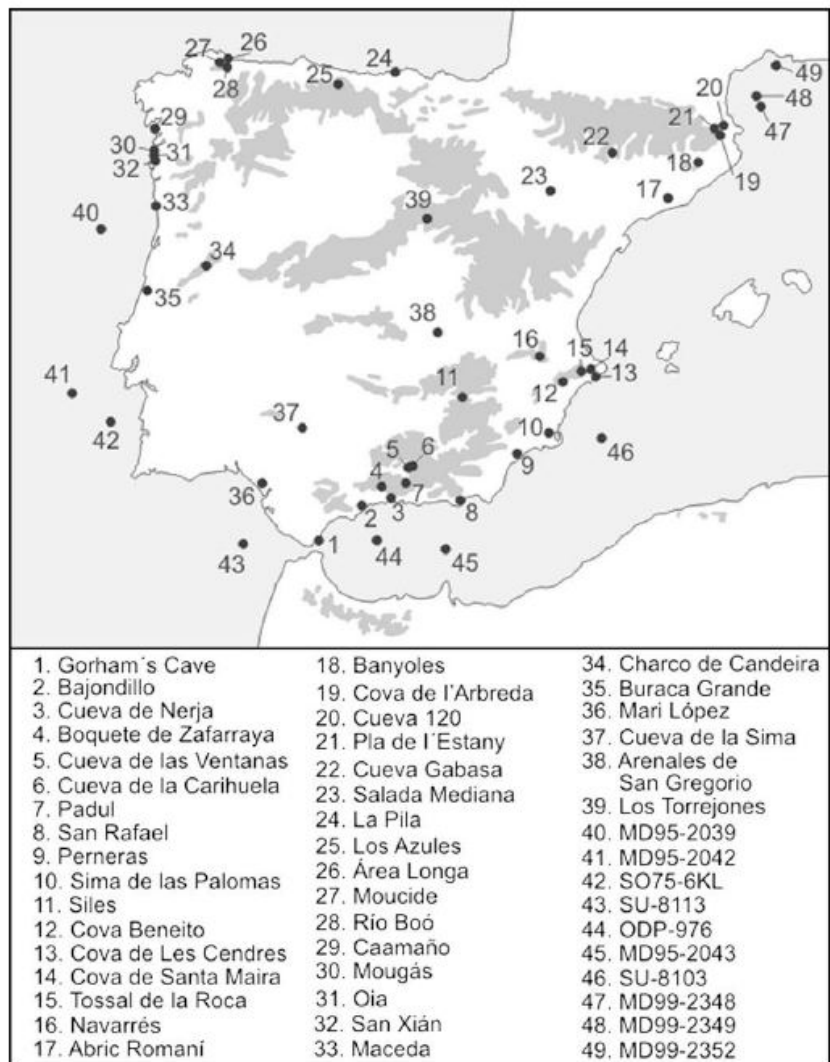 26
27
24
28
25
49
20
48
21
47
29
22
30
31
18
19
32
23
17
33
39
40
34
35
38
16
15
14
41
11
12
13
37
42
10
5
6
46
9
4
36
7
2
3
8
1
44
43
45
1. Gorham´s Cave
2. Bajondillo
3. Cueva de Nerja
4. Boquete de Zafarraya
5. Cueva de las Ventanas
6. Cueva de la Carihuela
7. Padul
8. San Rafael
9. Perneras
10. Sima de las Palomas
11. Siles
12. Cova Beneito
13. Cova de Les Cendres
14. Cova de Santa Maira
15. Tossal de la Roca
16. Navarrés
17. Abric Romaní
18. Banyoles
19. Cova de l'Arbreda
20. Cueva 120
21. Pla de l´Estany
22. Cueva Gabasa
23. Salada Mediana
24. La Pila
25. Los Azules
26. Área Longa
27. Moucide
28. Río Boó
29. Caamaño
30. Mougás
31. Oia
32. San Xián
33. Maceda
34. Charco de Candeira
35. Buraca Grande
36. Mari López
37. Cueva de la Sima
38. Arenales de
San Gregorio
39. Los Torrejones
40. MD95-2039
41. MD95-2042
42. SO75-6KL
43. SU-8113
44. ODP-976
45. MD95-2043
46. SU-8103
47. MD99-2348
48. MD99-2349
49. MD99-2352